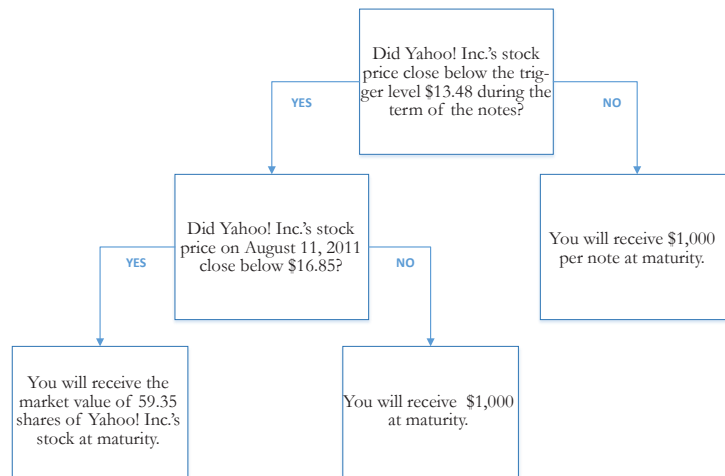 Did Yahoo! Inc.'s stock
price close below the trig-
ger level $13.48 during the
term of the notes?
YES
NO
Did Yahoo! Inc.'s stock
price on August 11, 2011
close below $16.85?
You will receive $1,000
per note at maturity.
YES
NO
You will receive the
market value of 59.35
shares of Yahoo! Inc.'s
stock at maturity.
You will receive $1,000
at maturity.